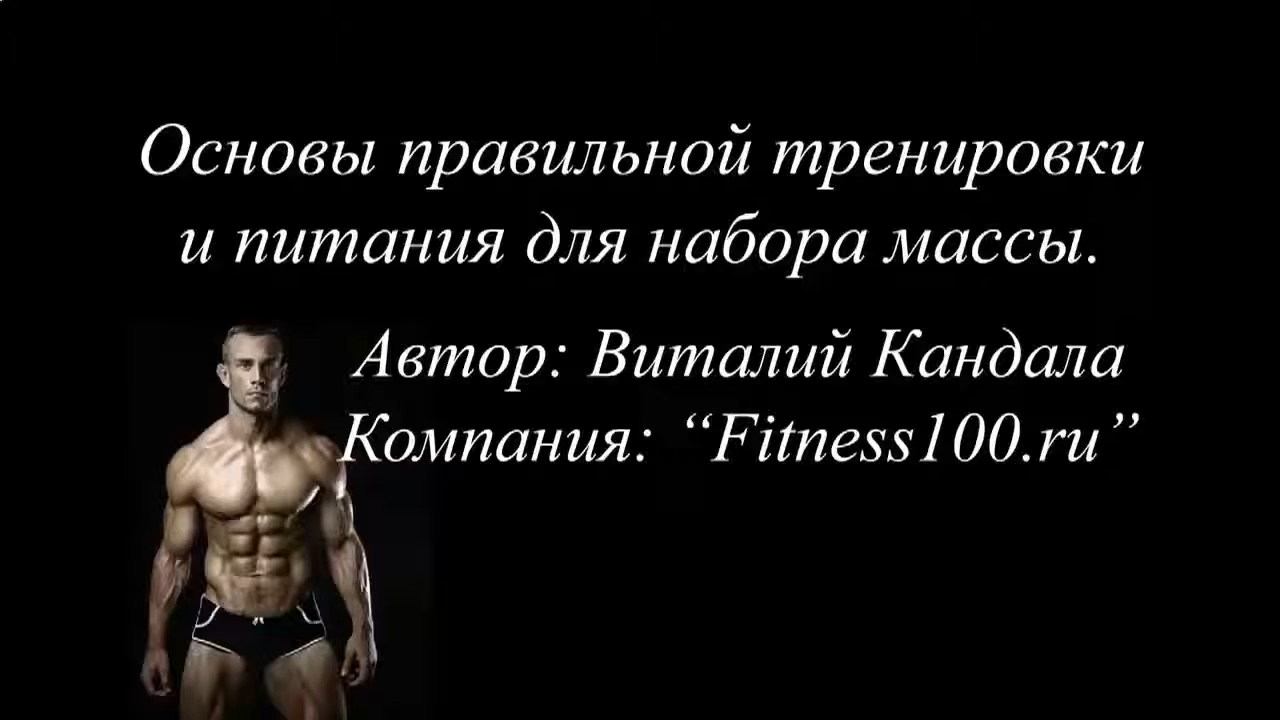 Основы правильной тренировки
и питания для набора массы.
Автор: Виталий Кандала
Компания: “Fitness100.ru”